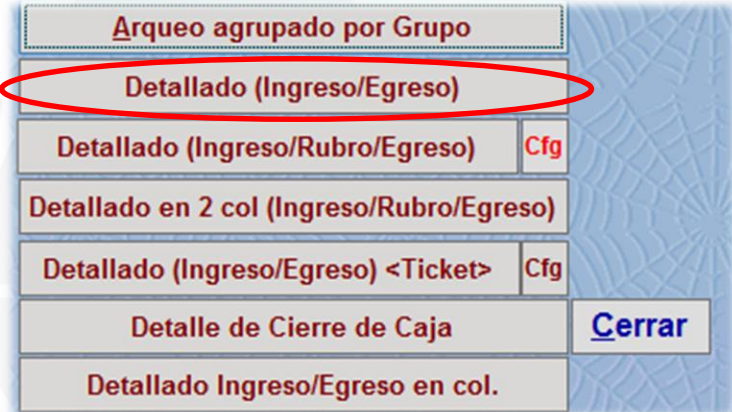 Arqueo agrupado por Grupo
Detallado (Ingreso/Egreso)
Detallado (Ingreso/Rubro/Egreso) Cfg
Detallado en 2 col (Ingreso/Rubro/Egreso)
Detallado (Ingreso/Egreso) <Ticket> Cfg
Detalle de Cierre de Caja Cerrar
Detallado Ingreso/Egreso en col.